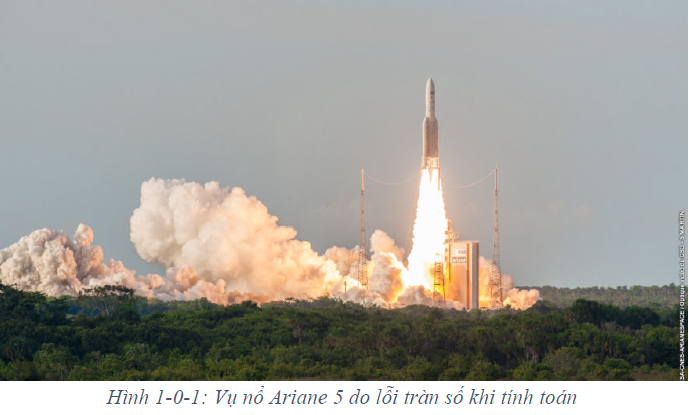 Hình 1-0-1: Vụ nổ Ariane 5 do lỗi tràn số khi tính toán